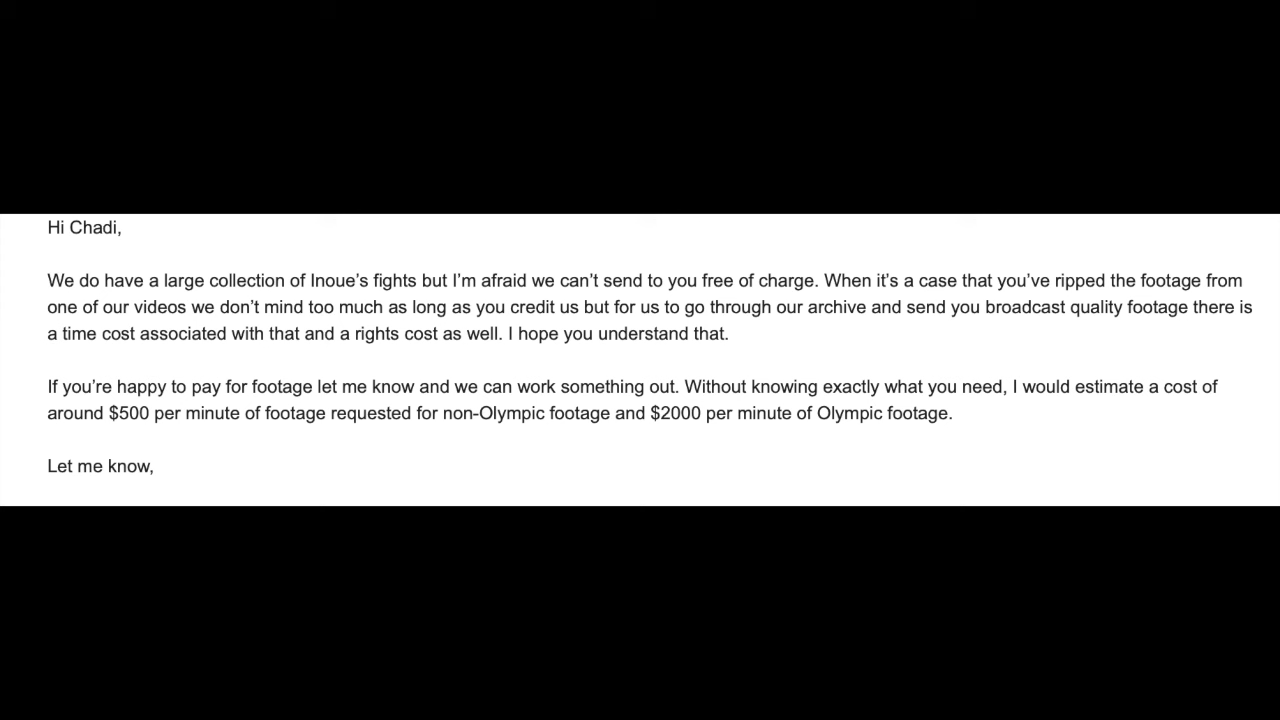 Hi Chadi,
We do have a large collection of Inoue’s fights but I’m afraid we can’t send to you free of charge. When it’s a case that you’ve ripped the footage from
one of our videos we don’t mind too much as long as you credit us but for us to go through our archive and send you broadcast quality footage there is
a time cost associated with that and a rights cost as well. I hope you understand that.
If you’re happy to pay for footage let me know and we can work something out. Without knowing exactly what you need, I would estimate a cost of
around $500 per minute of footage requested for non-Olympic footage and $2000 per minute of Olympic footage.
Let me know,